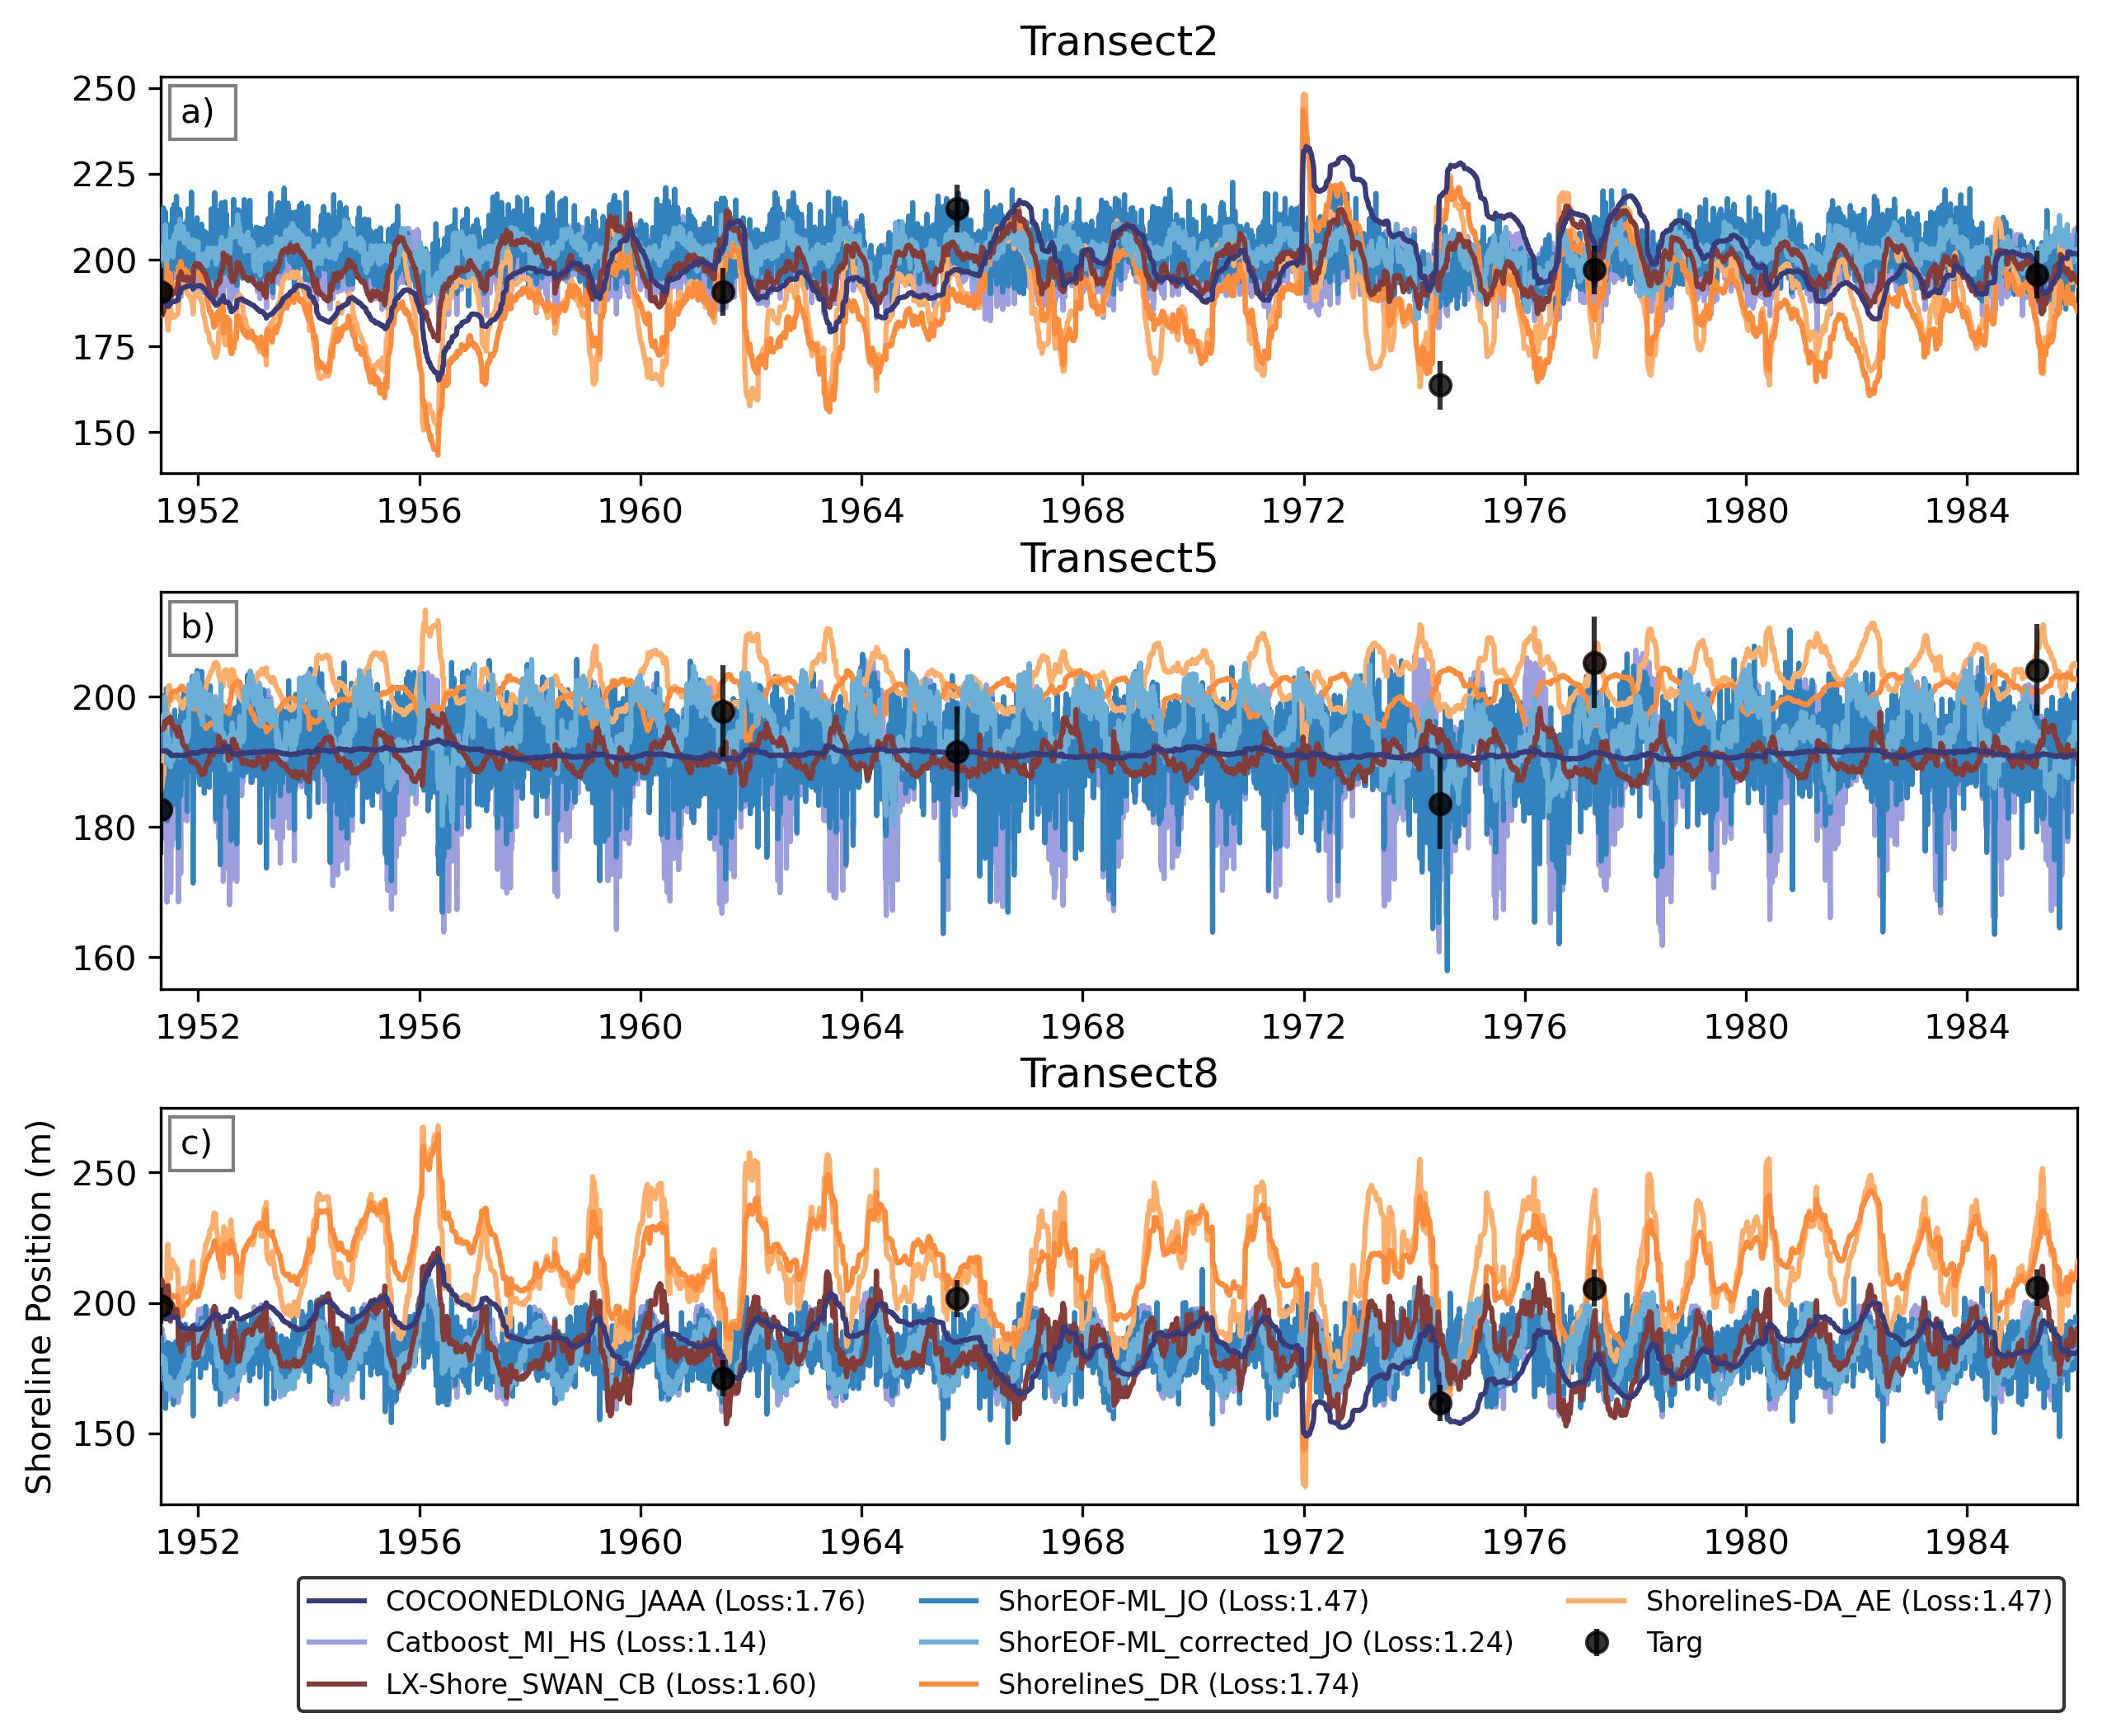 Transect2
a)
250
225
200
175
150
1952 1956 1960 1964 1968 1972 1976 1980 1984
Transect5
b)
200
180
160
1952 1956 1960 1964 1968 1972 1976 1980 1984
Transect8
c)
Shoreline Position (m)
250
200
150
1952 1956 1960 1964 1968 1972 1976 1980 1984
COCOONEDLONG_JAAA (Loss:1.76)
Catboost_MI_HS (Loss:1.14)
LX-Shore_SWAN_CB (Loss:1.60)
ShorEOF-ML_JO (Loss:1.47)
ShorEOF-ML_corrected_JO (Loss:1.24)
ShorelineS_DR (Loss:1.74)
ShorelineS-DA_AE (Loss:1.47)
Targ